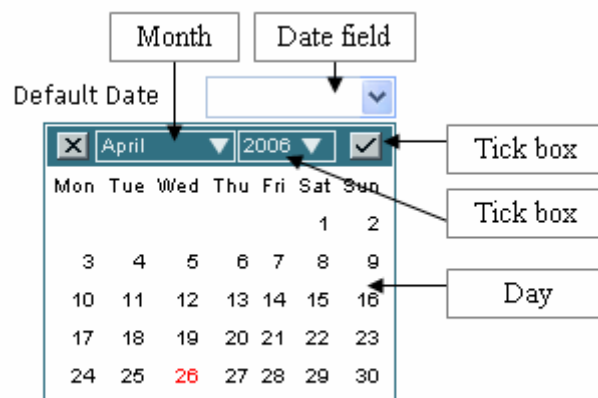 Month Date field
Default Date
April 2006 Tick box
Mon Tue Wed Thu Fri Sat Sun
Tick box
1 2
3 4 5 6 7 8 9
Day
10 11 12 13 14 15 16
17 18 19 20 21 22 23
24 25 26 27 28 29 30